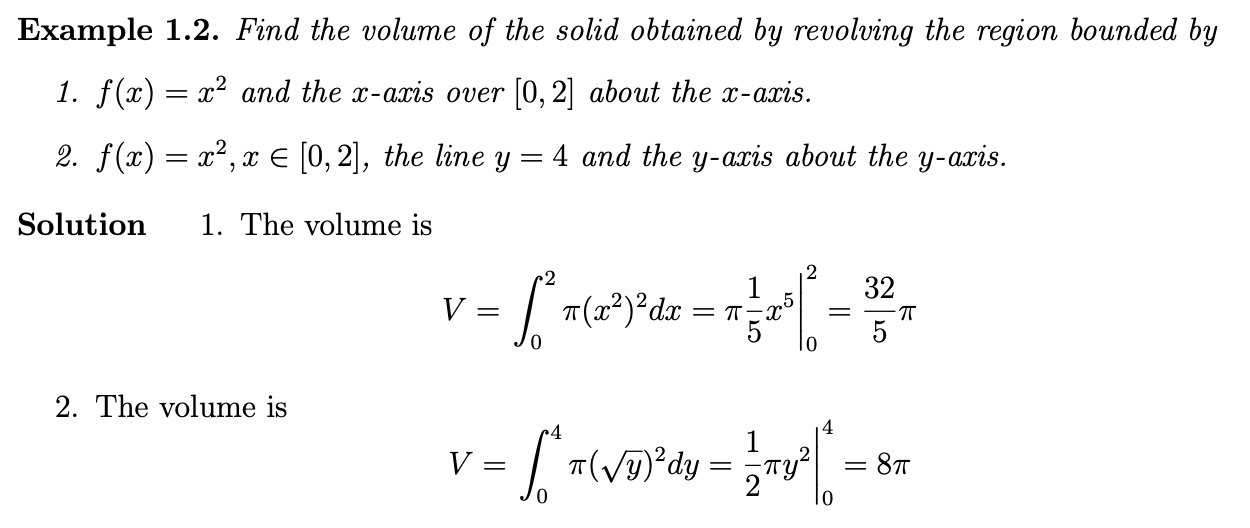 Example 1.2. Find the volume of the solid obtained by revolving the region bounded by
1. f(x) = x² and the x-axis over [0, 2] about the x-axis.
2. f(x) = x², x ∈ [0, 2], the line y = 4 and the y-axis about the y-axis.
Solution 1. The volume is
V = ∫₀² π(x²)²dx = π 1/5 x⁵ |₀² = 32/5 π
2. The volume is
V = ∫₀⁴ π(√y)²dy = 1/2 πy² |₀⁴ = 8π